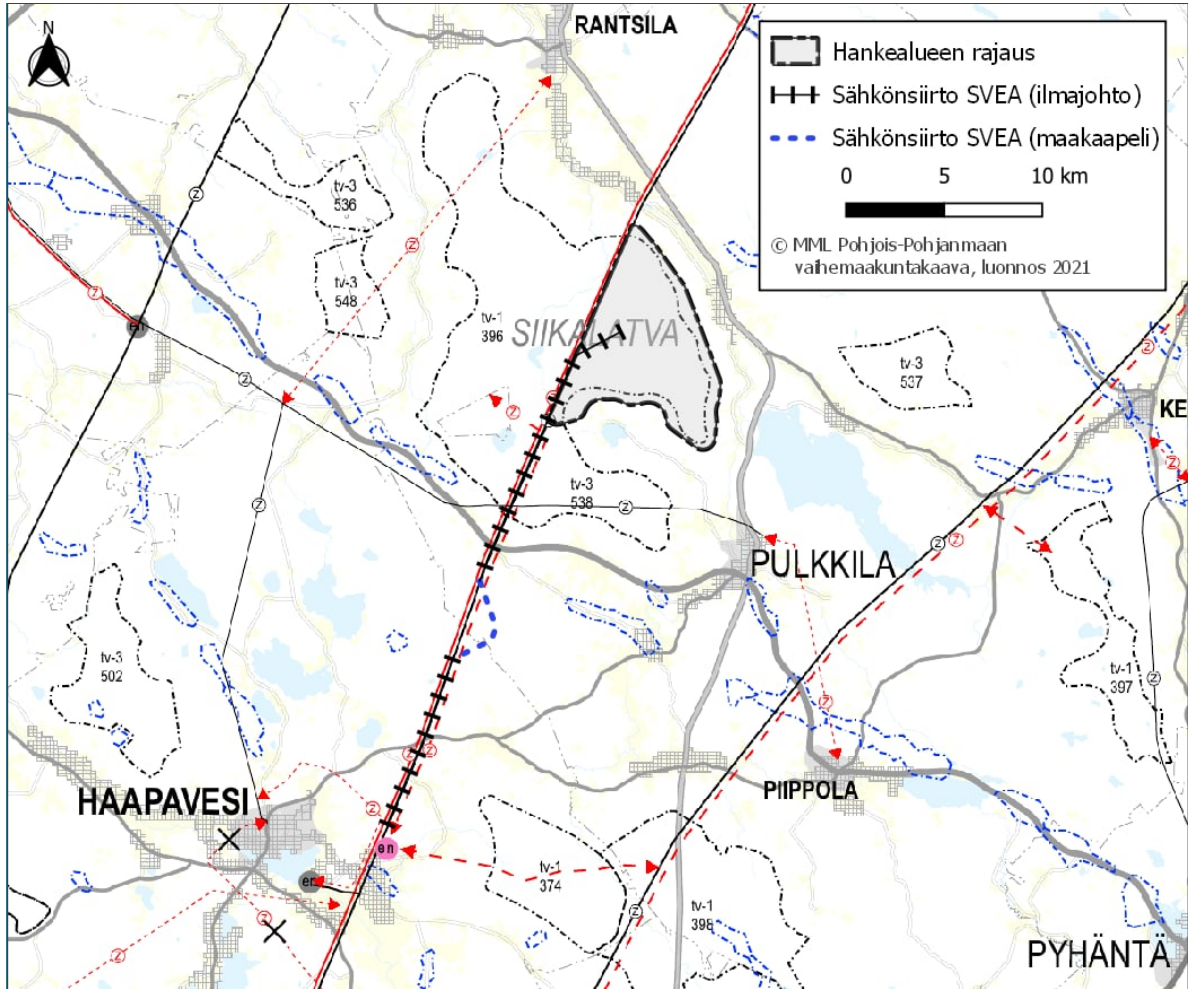 N
RANTSILA
Hankealueen rajaus
Sähkönsiirto SVEA (ilmajohto)
Sähkönsiirto SVEA (maakaapeli)
0 5 10 km
© MML Pohjois-Pohjanmaan
vaihemaakuntakaava, luonnos 2021
tv-3
536
z
z
tv-3
548
z
en
tv-1
396
SIIKALATVA
z
z
z
tv-3
537
z
KE
z
z
tv-3
538
z
z
PULKKILA
z
z
tv-3
502
tv-1
397
z
z
z
z
HAAPAVESI
z
PIIPPOLA
en
tv-1
374
z
tv-1
398
z
PYHÄNTÄ
z